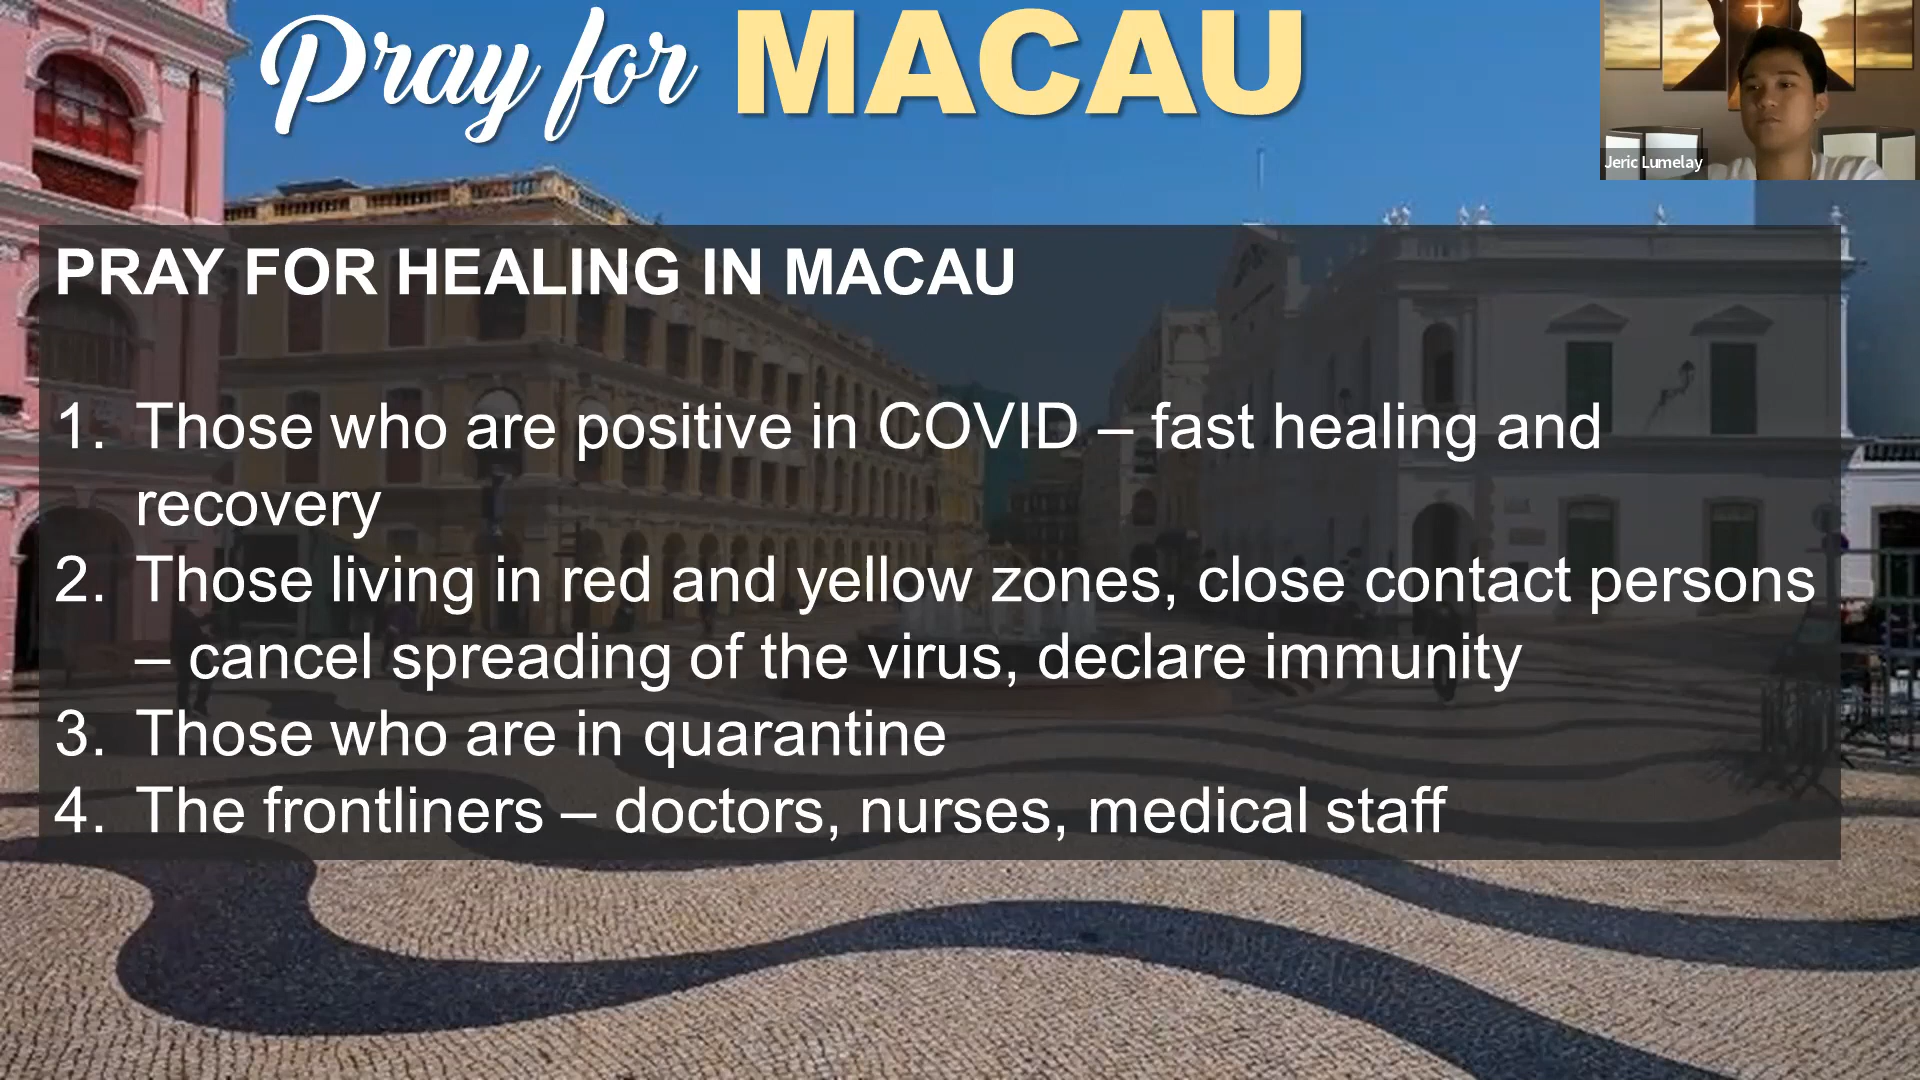 Pray for MACAU
Jeric Lumelay
PRAY FOR HEALING IN MACAU
1. Those who are positive in COVID – fast healing and
recovery
2. Those living in red and yellow zones, close contact persons
– cancel spreading of the virus, declare immunity
3. Those who are in quarantine
4. The frontliners – doctors, nurses, medical staff